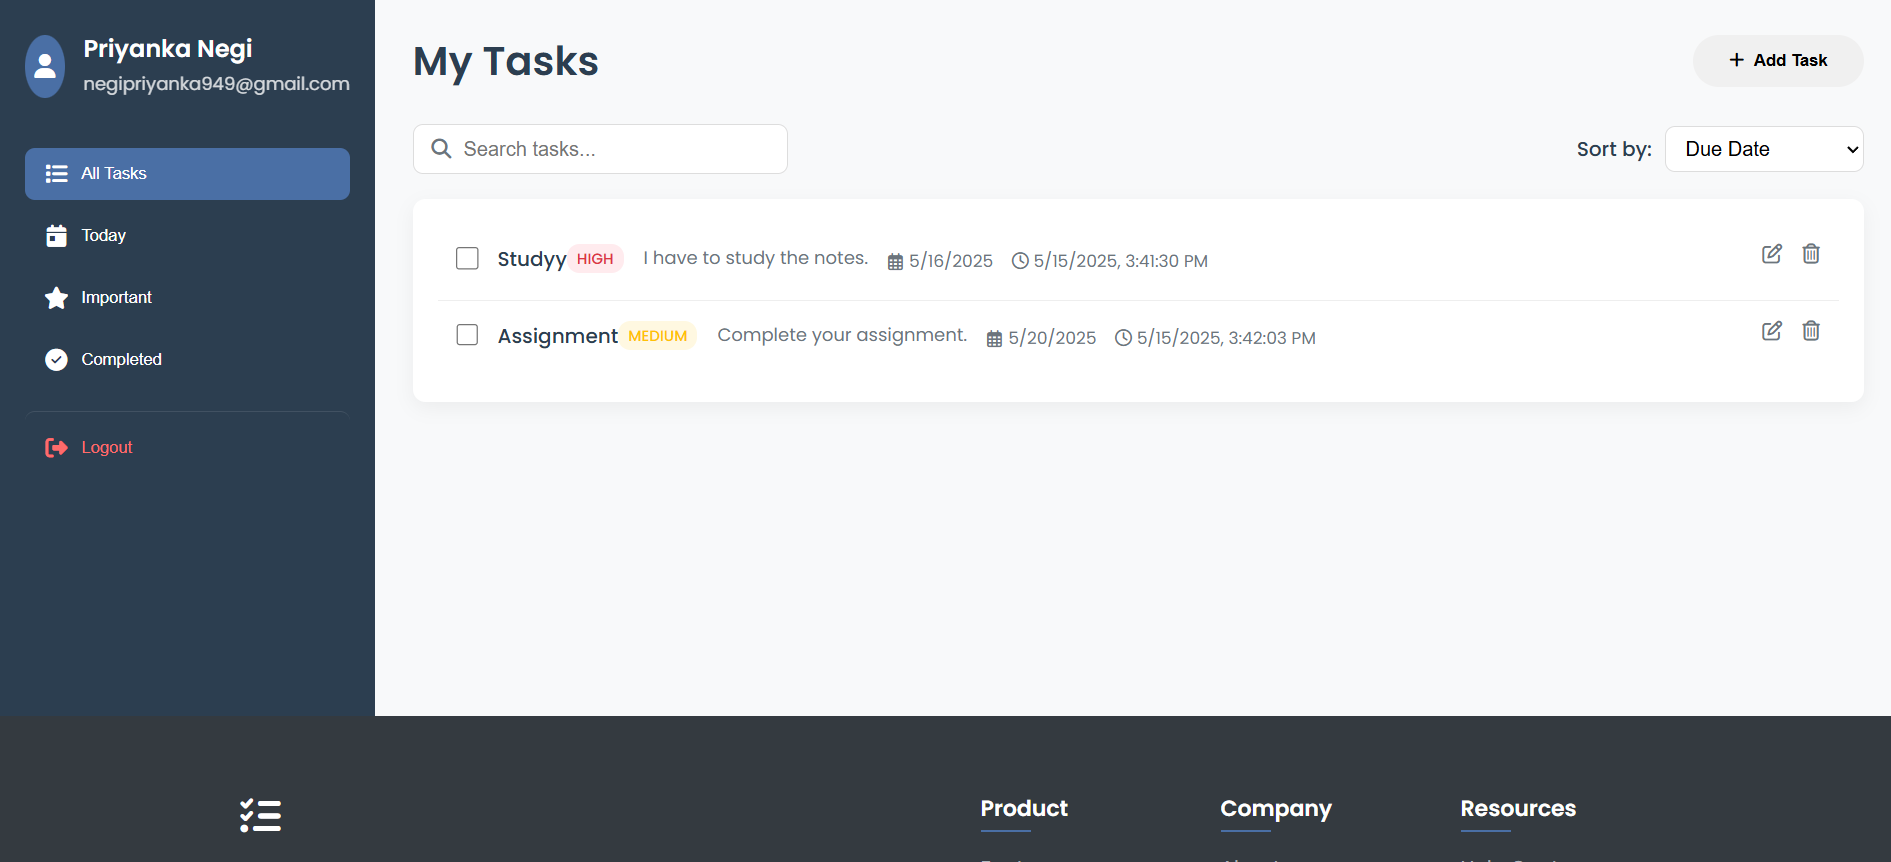 Priyanka Negi
negipriyanka949@gmail.com
All Tasks
Today
Important
Completed
Logout
My Tasks
Add Task
Search tasks...
Sort by: Due Date
Studyy HIGH I have to study the notes. 5/16/2025 5/15/2025, 3:41:30 PM
Assignment MEDIUM Complete your assignment. 5/20/2025 5/15/2025, 3:42:03 PM
Product Company Resources